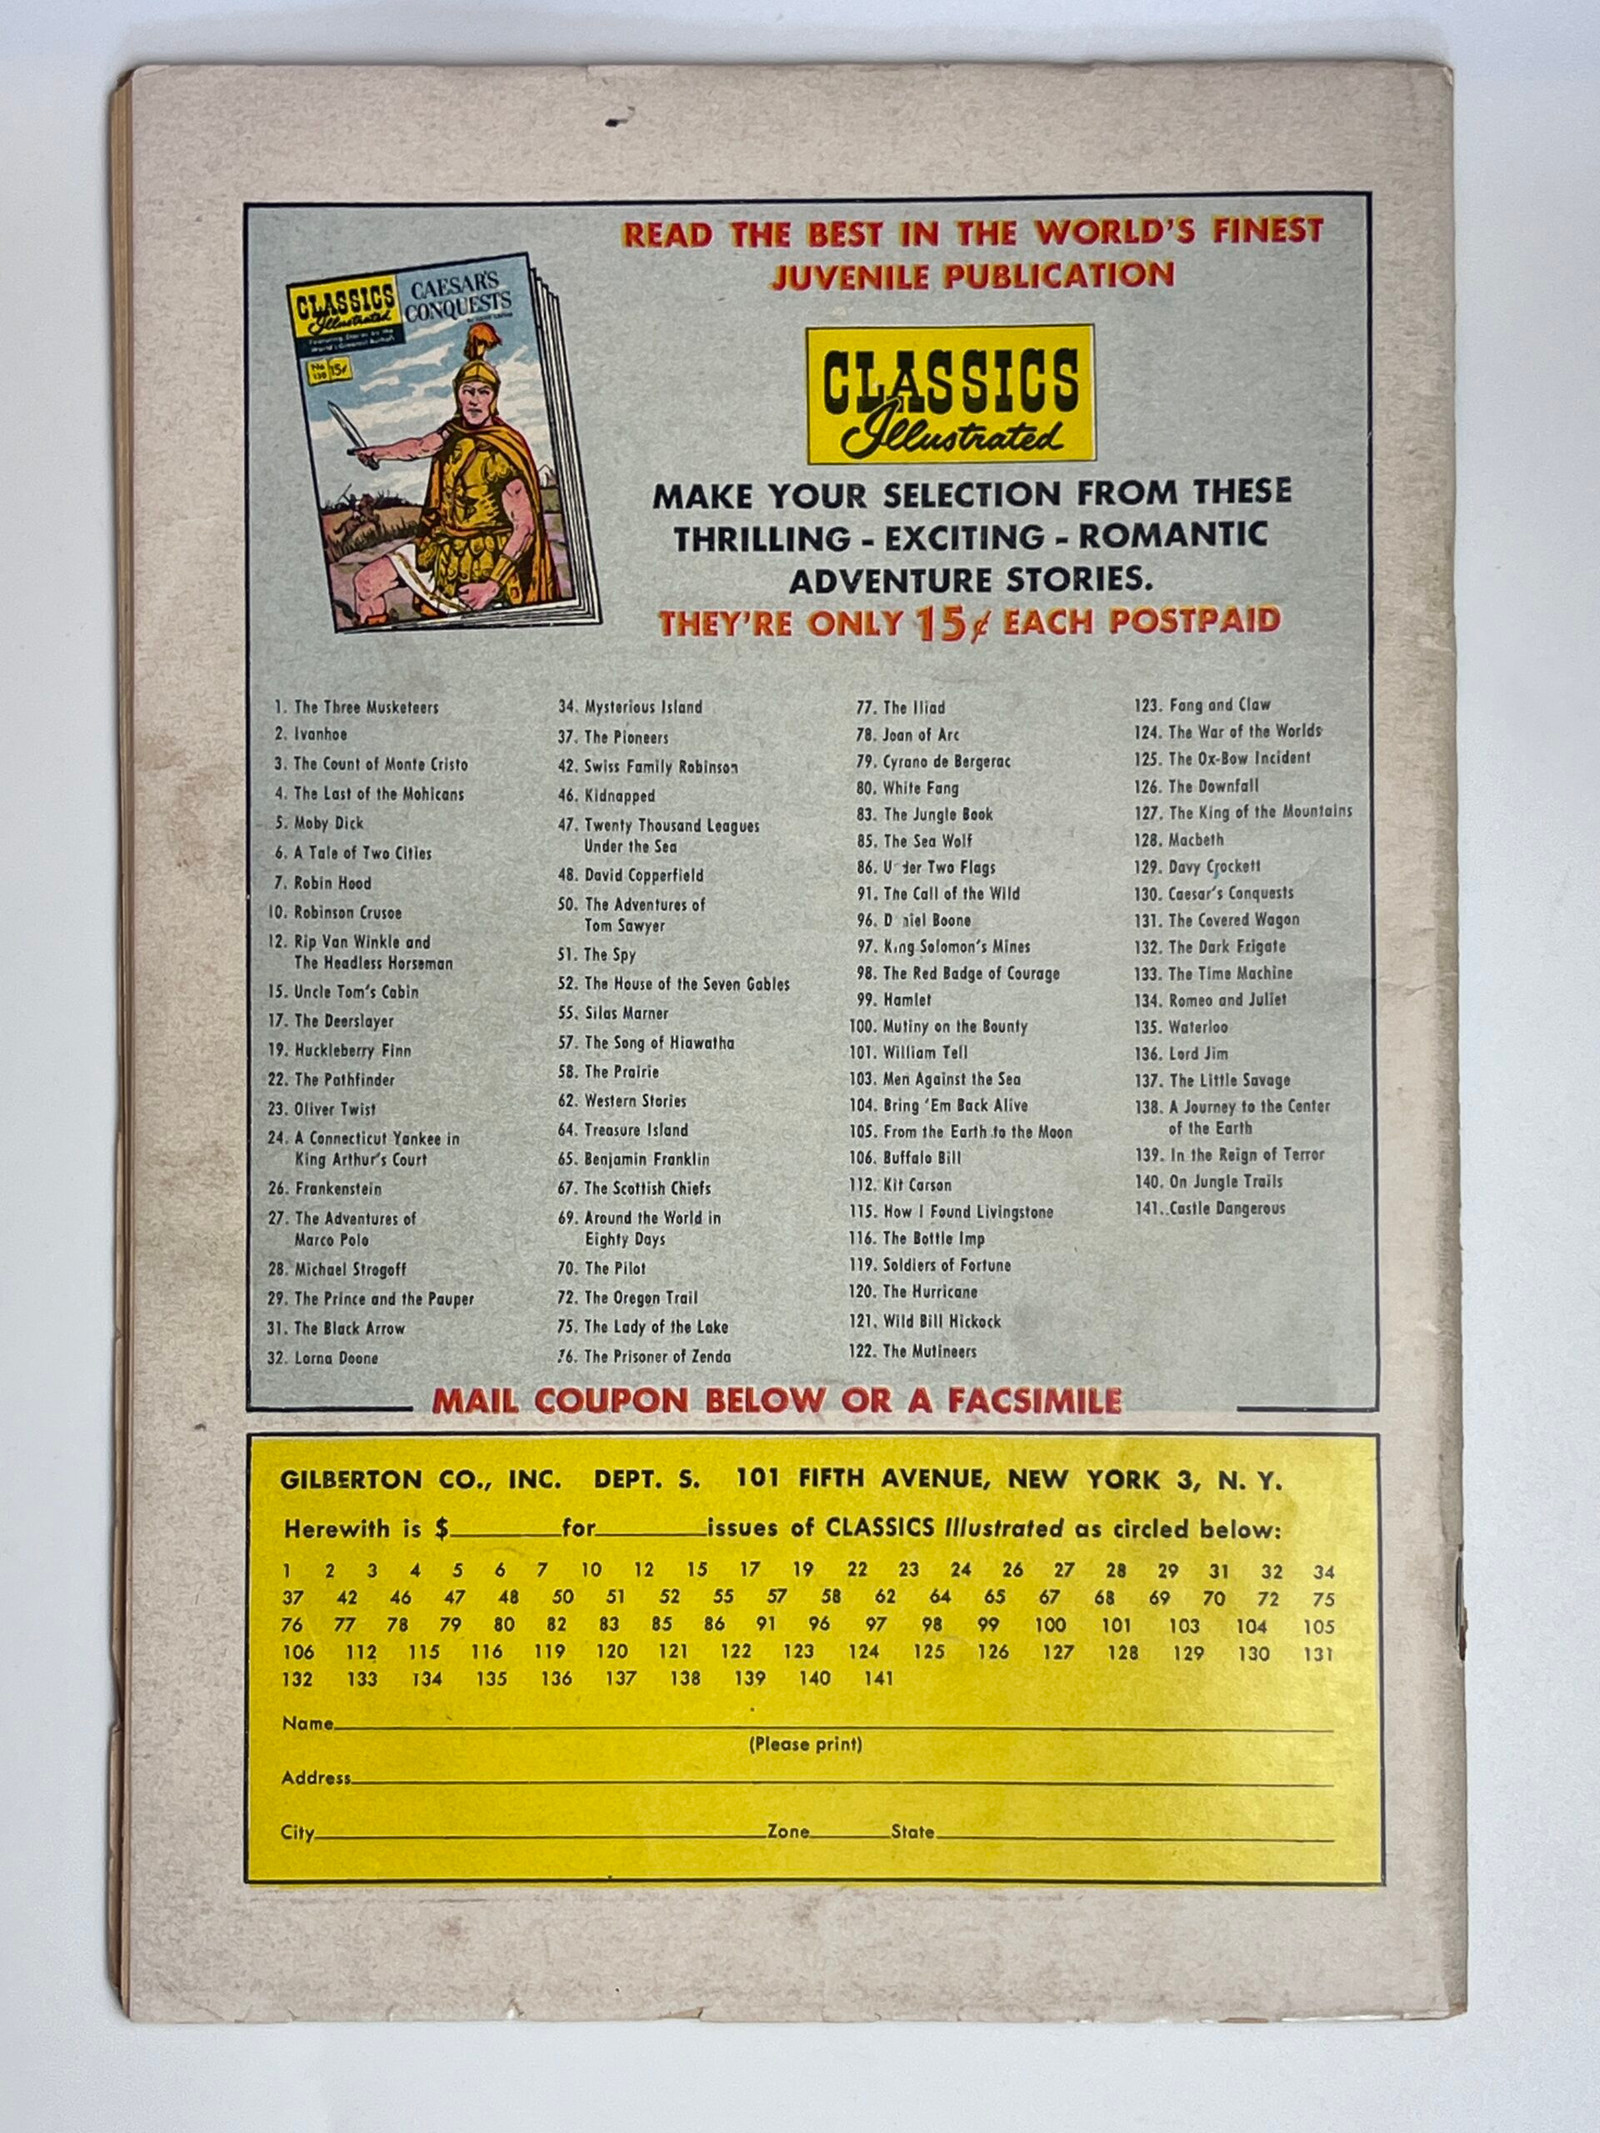 READ THE BEST IN THE WORLD'S FINEST
JUVENILE PUBLICATION
CLASSICS
Illustrated
Featuring Stories by the
World's Greatest Authors
CAESAR'S
CONQUESTS
No
130
15¢
CLASSICS
Illustrated
MAKE YOUR SELECTION FROM THESE
THRILLING - EXCITING - ROMANTIC
ADVENTURE STORIES.
THEY'RE ONLY 15¢ EACH POSTPAID
1. The Three Musketeers
2. Ivanhoe
3. The Count of Monte Cristo
4. The Last of the Mohicans
5. Moby Dick
6. A Tale of Two Cities
7. Robin Hood
10. Robinson Crusoe
12. Rip Van Winkle and
The Headless Horseman
15. Uncle Tom's Cabin
17. The Deerslayer
19. Huckleberry Finn
22. The Pathfinder
23. Oliver Twist
24. A Connecticut Yankee in
King Arthur's Court
26. Frankenstein
27. The Adventures of
Marco Polo
28. Michael Strogoff
29. The Prince and the Pauper
31. The Black Arrow
32. Lorna Doone
34. Mysterious Island
37. The Pioneers
42. Swiss Family Robinson
46. Kidnapped
47. Twenty Thousand Leagues
Under the Sea
48. David Copperfield
50. The Adventures of
Tom Sawyer
51. The Spy
52. The House of the Seven Gables
55. Silas Marner
57. The Song of Hiawatha
58. The Prairie
62. Western Stories
64. Treasure Island
65. Benjamin Franklin
67. The Scottish Chiefs
69. Around the World in
Eighty Days
70. The Pilot
72. The Oregon Trail
75. The Lady of the Lake
76. The Prisoner of Zenda
77. The Iliad
78. Joan of Arc
79. Cyrano de Bergerac
80. White Fang
83. The Jungle Book
85. The Sea Wolf
86. Under Two Flags
91. The Call of the Wild
96. Daniel Boone
97. King Solomon's Mines
98. The Red Badge of Courage
99. Hamlet
100. Mutiny on the Bounty
101. William Tell
103. Men Against the Sea
104. Bring 'Em Back Alive
105. From the Earth to the Moon
106. Buffalo Bill
112. Kit Carson
115. How I Found Livingstone
116. The Bottle Imp
119. Soldiers of Fortune
120. The Hurricane
121. Wild Bill Hickock
122. The Mutineers
123. Fang and Claw
124. The War of the Worlds
125. The Ox-Bow Incident
126. The Downfall
127. The King of the Mountains
128. Macbeth
129. Davy Crockett
130. Caesar's Conquests
131. The Covered Wagon
132. The Dark Frigate
133. The Time Machine
134. Romeo and Juliet
135. Waterloo
136. Lord Jim
137. The Little Savage
138. A Journey to the Center
of the Earth
139. In the Reign of Terror
140. On Jungle Trails
141. Castle Dangerous
MAIL COUPON BELOW OR A FACSIMILE
GILBERTON CO., INC. DEPT. S. 101 FIFTH AVENUE, NEW YORK 3, N. Y.
Herewith is $ for issues of CLASSICS Illustrated as circled below:
1 2 3 4 5 6 7 10 12 15 17 19 22 23 24 26 27 28 29 31 32 34
37 42 46 47 48 50 51 52 55 57 58 62 64 65 67 68 69 70 72 75
76 77 78 79 80 82 83 85 86 91 96 97 98 99 100 101 103 104 105
106 112 115 116 119 120 121 122 123 124 125 126 127 128 129 130 131
132 133 134 135 136 137 138 139 140 141
Name
(Please print)
Address
City Zone State